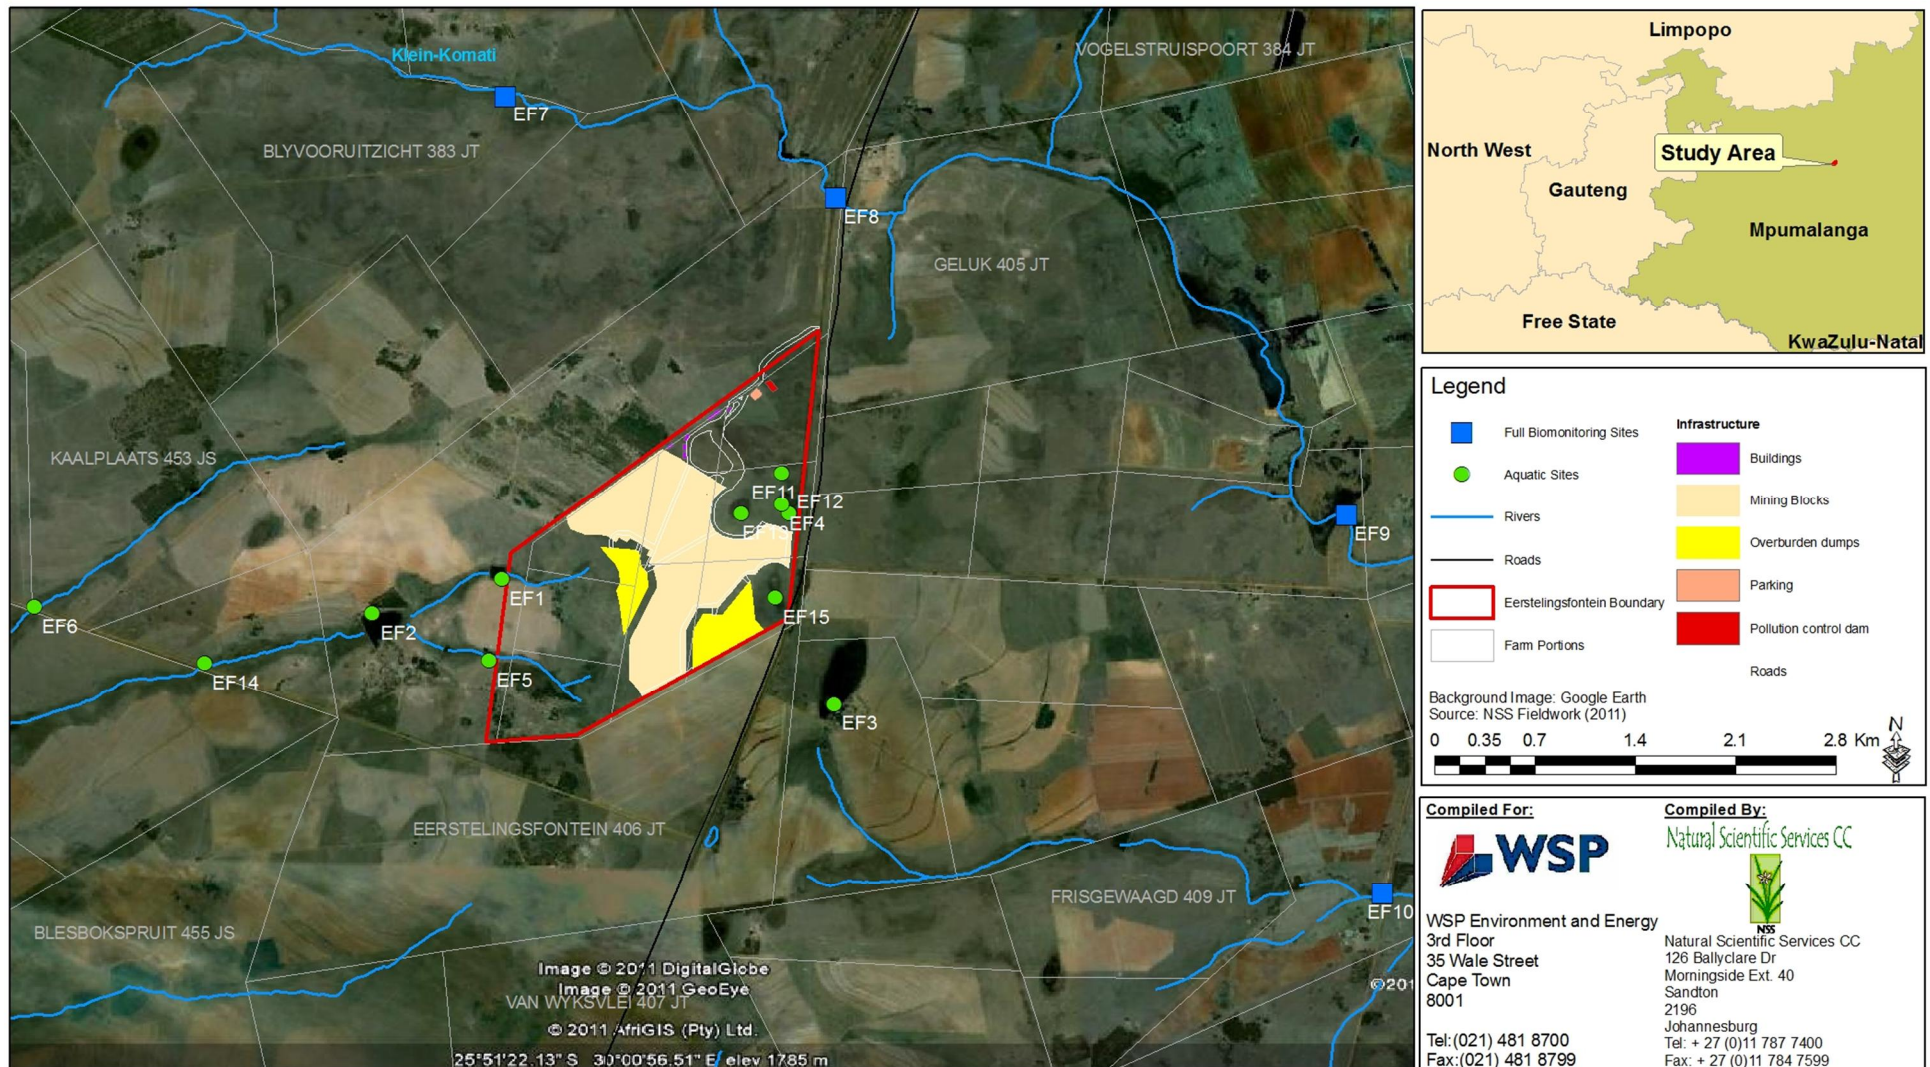 Klein-Komati
VOGELSTRUISPOORT 384 JT
EF7
BLYVOORUITZICHT 383 JT
EF8
GELUK 405 JT
KAALPLAATS 453 JS
EF11
EF12
EF13
EF4
EF9
EF1
EF6
EF2
EF15
EF14
EF5
EF3
EERSTELINGSFONTEIN 406 JT
FRISGEWAAGD 409 JT
EF10
BLESBOKSPRUIT 455 JS
Image © 2011 DigitalGlobe
Image © 2011 GeoEye
©201
VAN WYKSVLEI 407 JT
© 2011 AfriGIS (Pty) Ltd.
25°51'22.13" S 30°00'56.51" E elev 1785 m
Limpopo
North West
Study Area
Gauteng
Mpumalanga
Free State
KwaZulu-Natal
Legend
Full Biomonitoring Sites
Aquatic Sites
Rivers
Roads
Eerstelingsfontein Boundary
Farm Portions
Infrastructure
Buildings
Mining Blocks
Overburden dumps
Parking
Pollution control dam
Roads
Background Image: Google Earth
Source: NSS Fieldwork (2011)
0 0.35 0.7 1.4 2.1 2.8 Km
N
Compiled For:
WSP
WSP Environment and Energy
3rd Floor
35 Wale Street
Cape Town
8001
Tel:(021) 481 8700
Fax:(021) 481 8799
Compiled By:
Natural Scientific Services CC
NSS
Natural Scientific Services CC
126 Ballyclare Dr
Morningside Ext. 40
Sandton
2196
Johannesburg
Tel: + 27 (0)11 787 7400
Fax: + 27 (0)11 784 7599